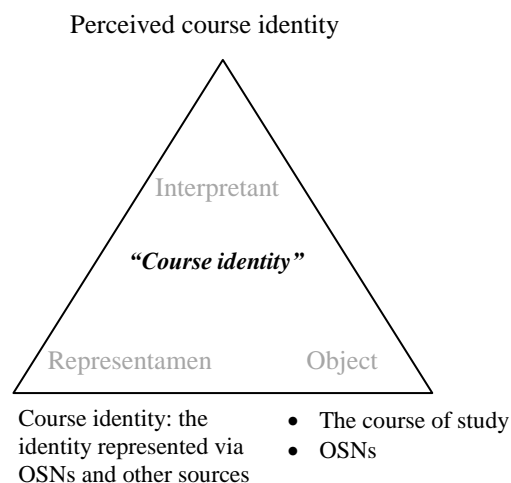 Perceived course identity
Interpretant
“Course identity”
Representamen
Object
Course identity: the
identity represented via
OSNs and other sources
• The course of study
• OSNs